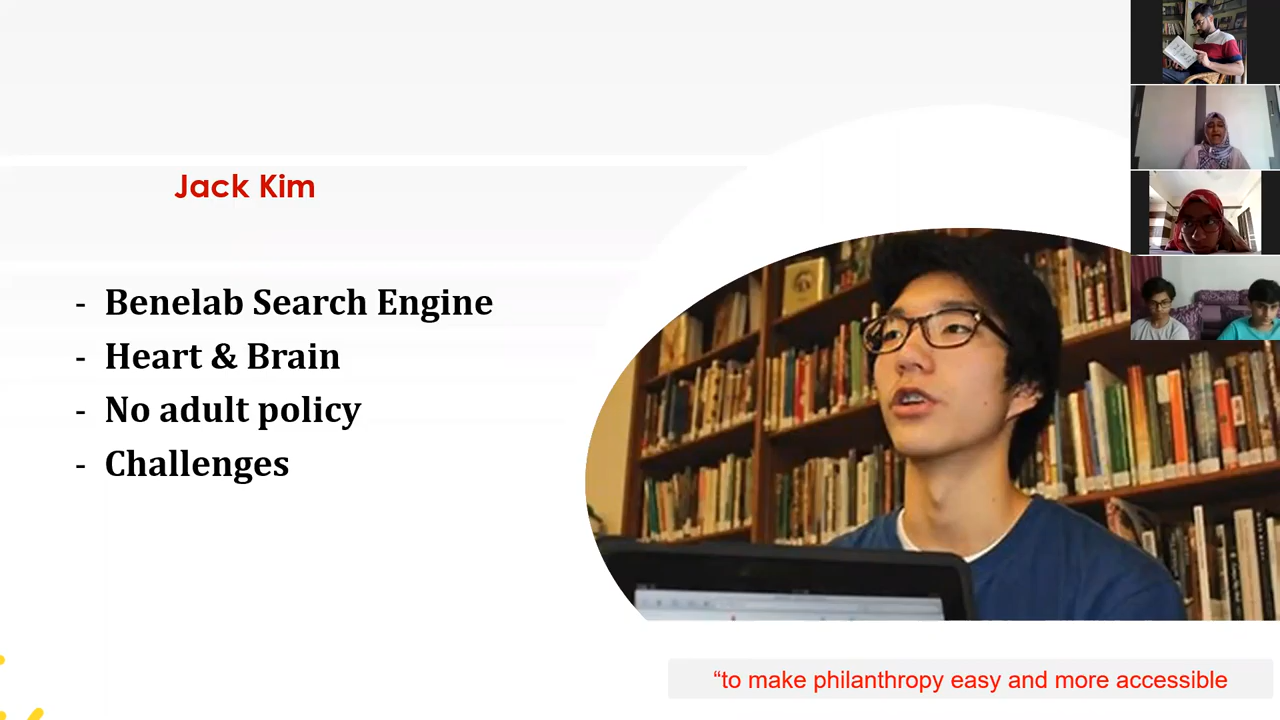 Jack Kim
- Benelab Search Engine
- Heart & Brain
- No adult policy
- Challenges
“to make philanthropy easy and more accessible